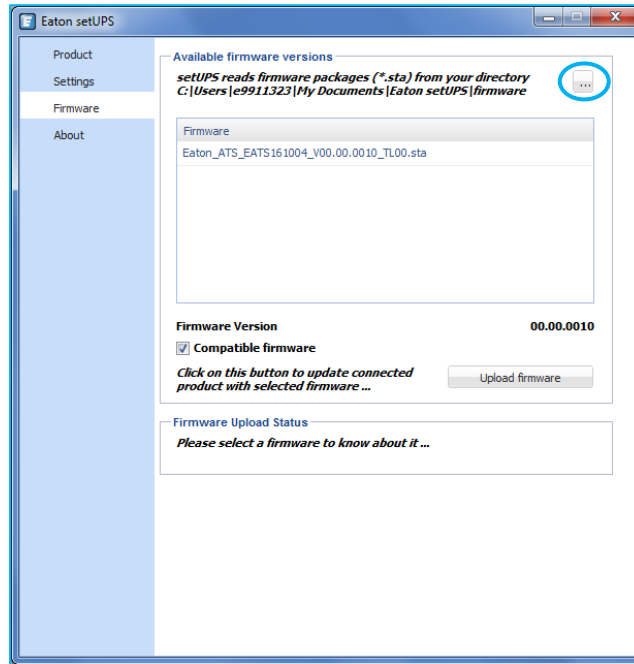 Eaton setUPS
Product
Settings
Firmware
About
Available firmware versions
setUPS reads firmware packages (*.sta) from your directory
C:|Users|e9911323|My Documents|Eaton setUPS|firmware
...
Firmware
Eaton_ATS_EATS161004_V00.00.0010_TL00.sta
Firmware Version 00.00.0010
Compatible firmware
Click on this button to update connected
product with selected firmware ...
Upload firmware
Firmware Upload Status
Please select a firmware to know about it ...